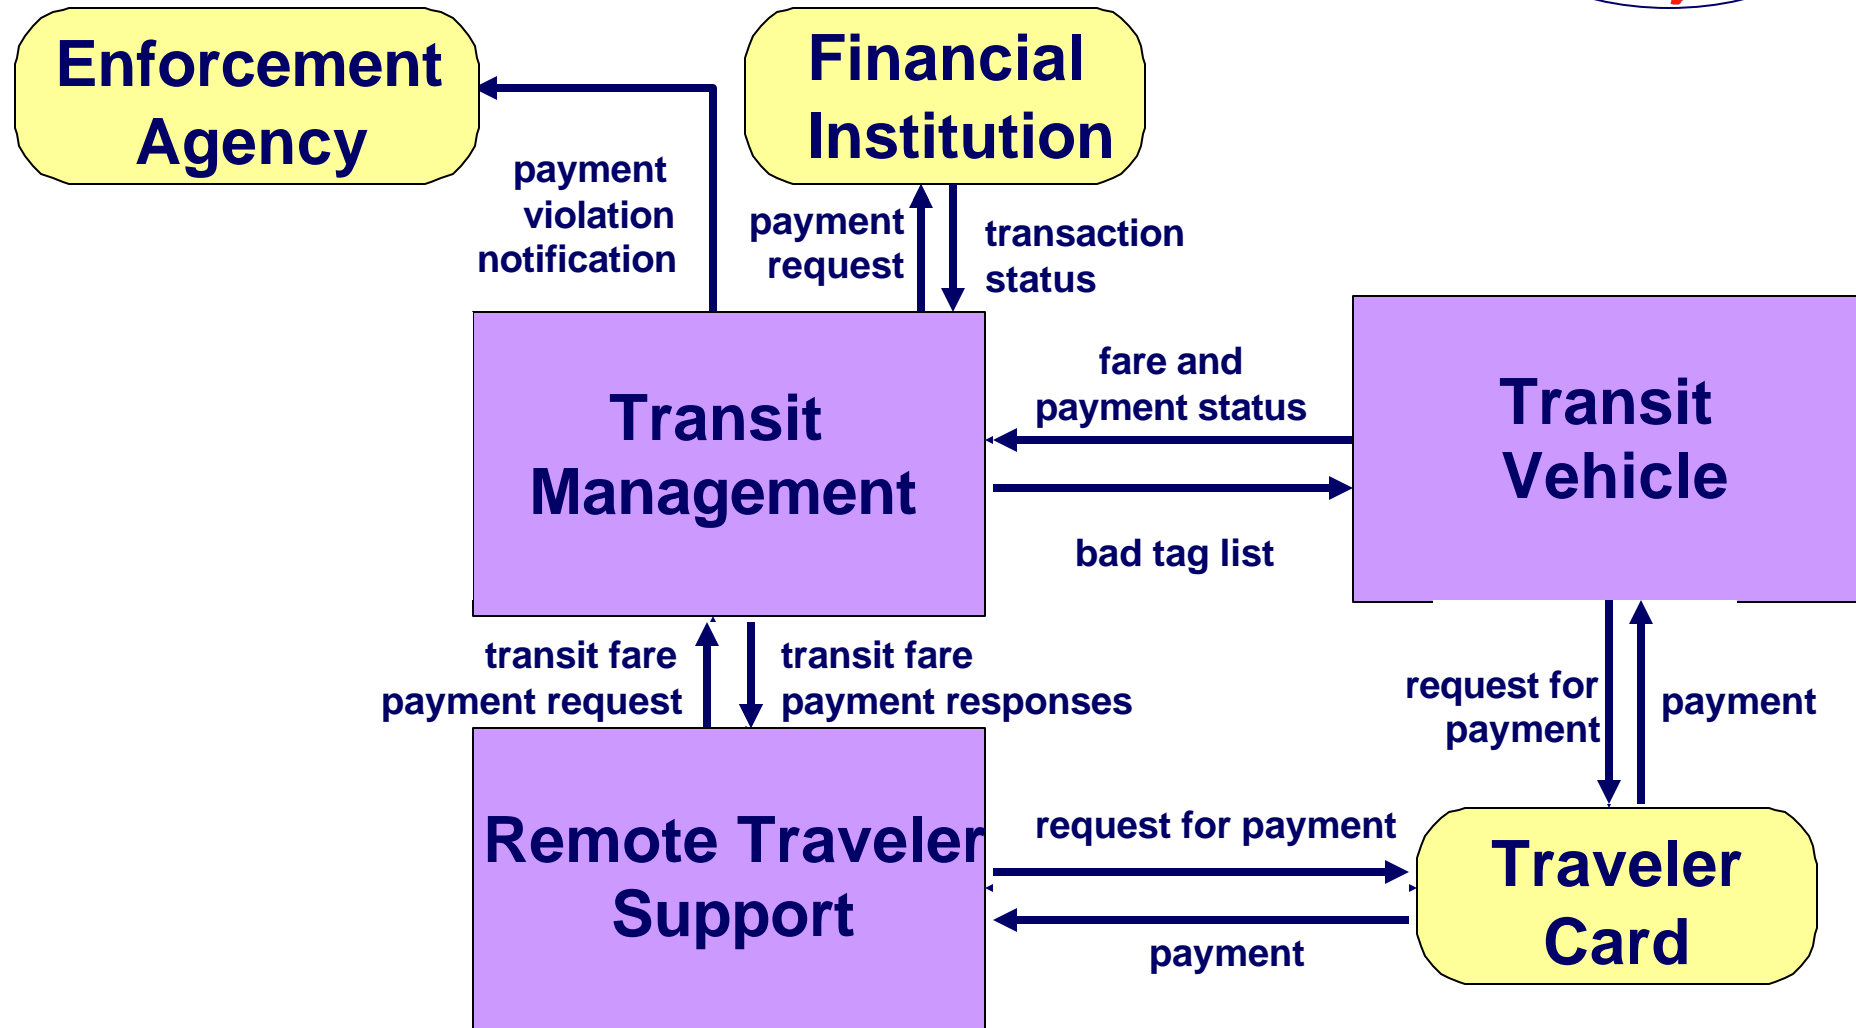 Enforcement
Agency
Financial
Institution
payment
violation
notification
payment
request
transaction
status
Transit
Management
fare and
payment status
bad tag list
Transit
Vehicle
transit fare
payment request
transit fare
payment responses
request for
payment
payment
Remote Traveler
Support
request for payment
payment
Traveler
Card